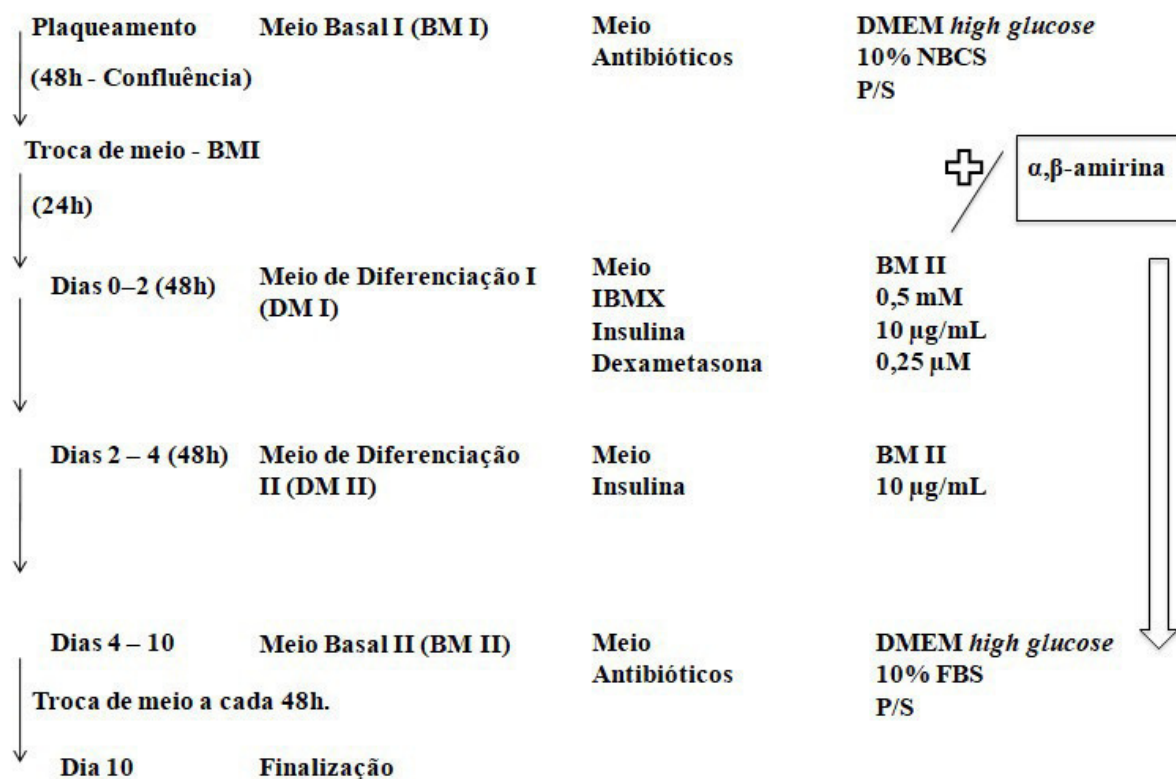 Plaqueamento Meio Basal I (BM I) Meio DMEM high glucose
Antibióticos 10% NBCS
(48h - Confluência)
P/S
Troca de meio - BMI
α,β-amirina
(24h)
Meio de Diferenciação I Meio BM II
Dias 0–2 (48h) (DM I) IBMX 0,5 mM
Insulina 10 µg/mL
Dexametasona 0,25 µM
Dias 2 – 4 (48h) Meio de Diferenciação Meio BM II
II (DM II) Insulina 10 µg/mL
Dias 4 – 10 Meio Basal II (BM II) Meio DMEM high glucose
Antibióticos 10% FBS
Troca de meio a cada 48h. P/S
Dia 10 Finalização